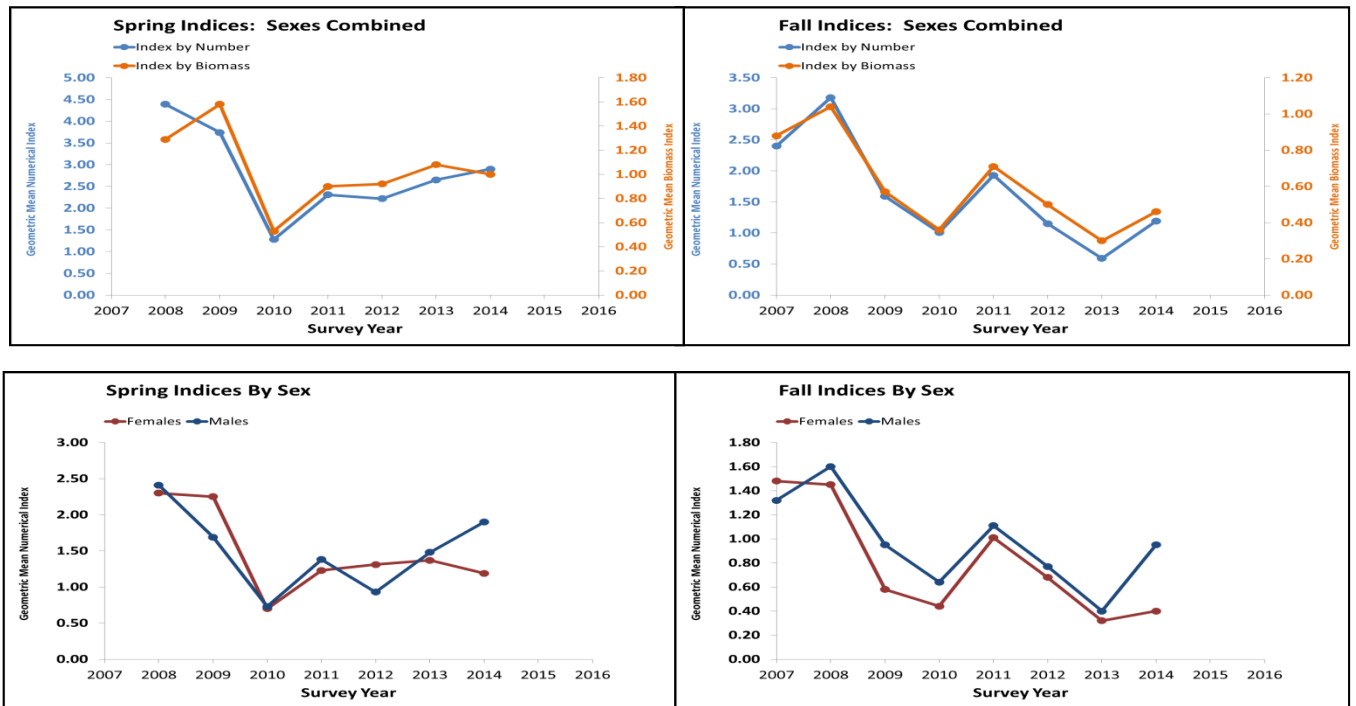 Spring Indices: Sexes Combined
Index by Number
Index by Biomass
Geometric Mean Numerical Index
5.00
4.50
4.00
3.50
3.00
2.50
2.00
1.50
1.00
0.50
0.00
1.80
1.60
1.40
1.20
1.00
0.80
0.60
0.40
0.20
0.00
Geometric Mean Biomass Index
2007 2008 2009 2010 2011 2012 2013 2014 2015 2016
Survey Year
Fall Indices: Sexes Combined
Index by Number
Index by Biomass
Geometric Mean Numerical Index
3.50
3.00
2.50
2.00
1.50
1.00
0.50
0.00
1.20
1.00
0.80
0.60
0.40
0.20
0.00
Geometric Mean Biomass Index
2007 2008 2009 2010 2011 2012 2013 2014 2015 2016
Survey Year
Spring Indices By Sex
Females Males
Geometric Mean Numerical Index
3.00
2.50
2.00
1.50
1.00
0.50
0.00
2007 2008 2009 2010 2011 2012 2013 2014 2015 2016
Survey Year
Fall Indices By Sex
Females Males
Geometric Mean Numerical Index
1.80
1.60
1.40
1.20
1.00
0.80
0.60
0.40
0.20
0.00
2007 2008 2009 2010 2011 2012 2013 2014 2015 2016
Survey Year